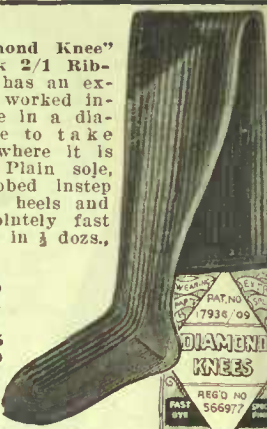 mond Knee"
2/1 Rib-
has an ex-
worked in-
e in a dia-
e to take
where it is
Plain sole,
bed instep
heels and
olutely fast
in ½ dozs.,
WEARING
PAT. NO
17936/09
DIAMOND
KNEES
REG'D NO
566977
FAST
DYE